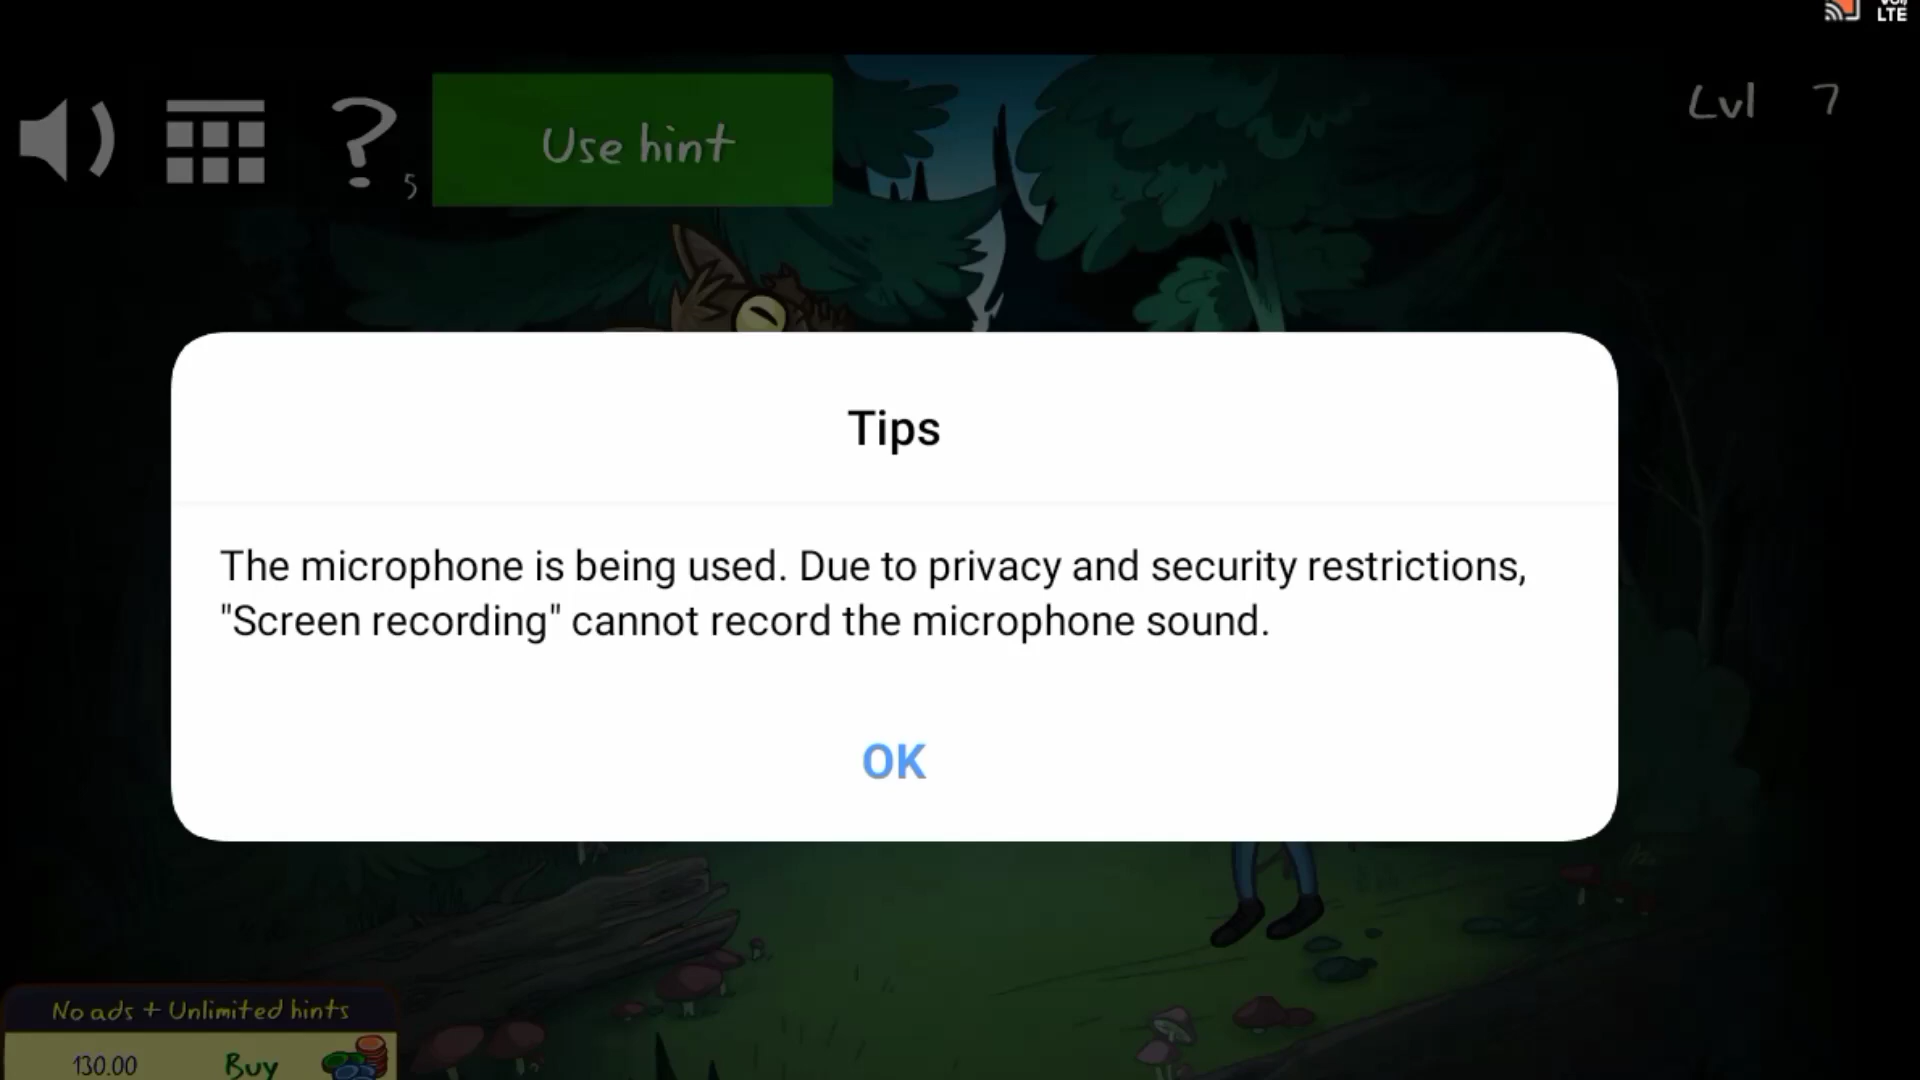 LTE
Use hint
5
Lvl 7
Tips
The microphone is being used. Due to privacy and security restrictions,
"Screen recording" cannot record the microphone sound.
OK
No ads + Unlimited hints
130.00 Buy